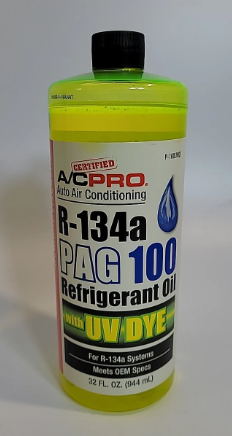 CERTIFIED
A/CPRO®
Auto Air Conditioning
R-134a
PAG 100
Refrigerant Oil
with UV DYE
For R-134a Systems
Meets OEM Specs
32 FL. OZ. (944 mL)